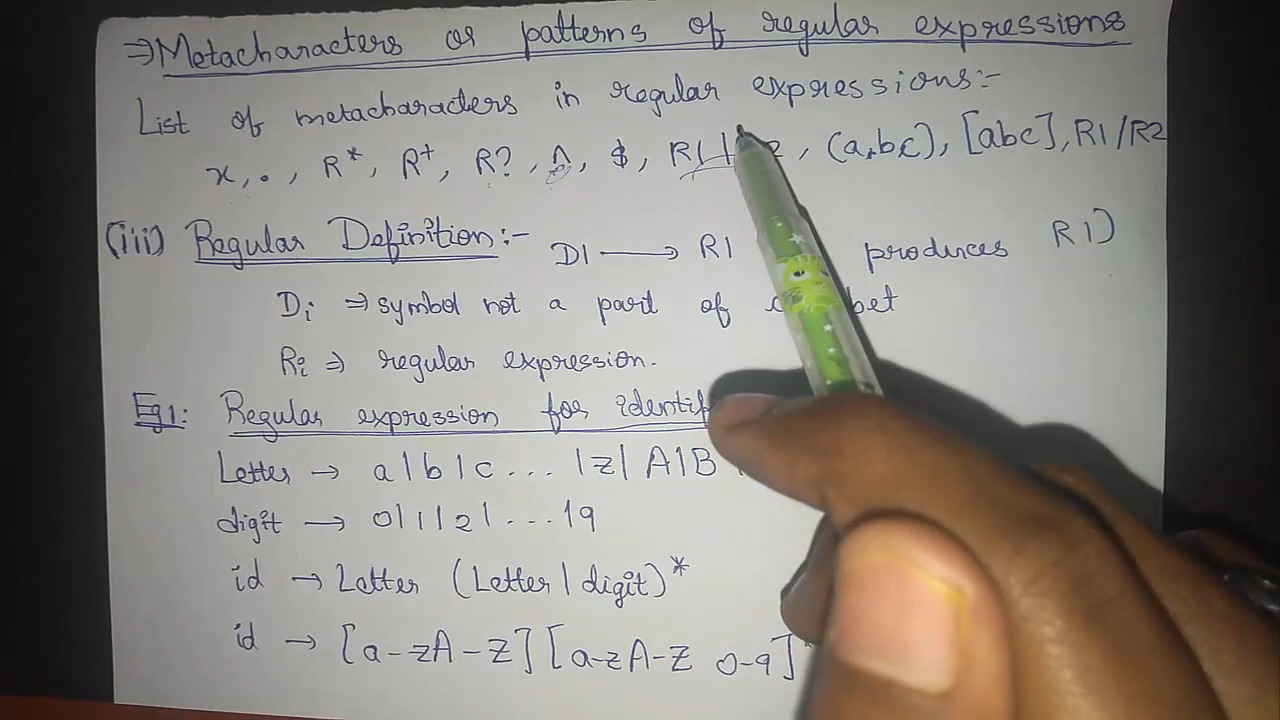 ⇒Metacharacters or patterns of regular expressions
List of metacharacters in regular expressions:-
x, ., R*, R+, R?, ^, $, R1 | 2, (a,bc), [abc], R1/R2
(iii) Regular Definition:- D1 → R1 produces R1)
Di ⇒ symbol not a part of
Ri ⇒ regular expression.
Eg1: Regular expression for
Letter → a|b|c...|z|A|B
digit → 0|1|2|...19
id → Letter (Letter | digit)*
id → [a-zA-Z][a-zA-Z 0-9]